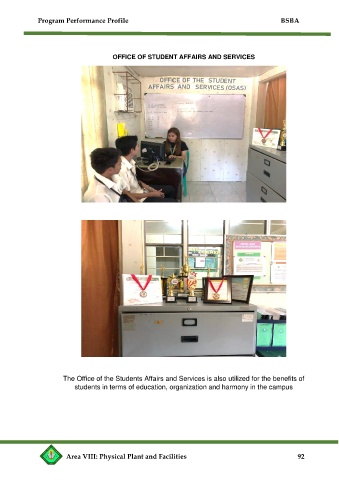 Program Performance Profile BSBA
OFFICE OF STUDENT AFFAIRS AND SERVICES
OFFICE OF THE STUDENT
AFFAIRS AND SERVICES (OSAS)
The Office of the Students Affairs and Services is also utilized for the benefits of
students in terms of education, organization and harmony in the campus
Area VIII: Physical Plant and Facilities 92